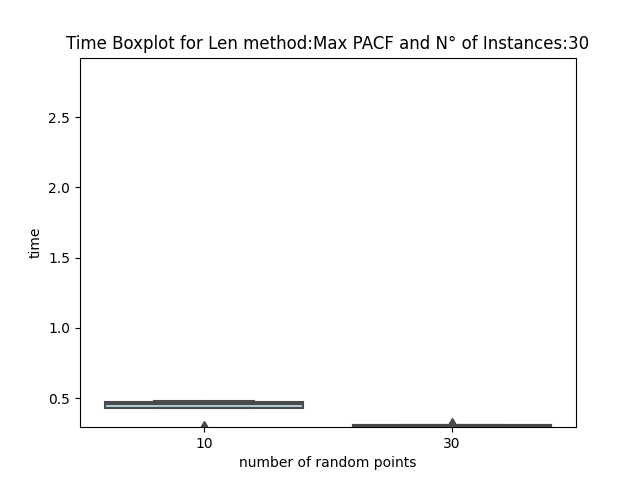 Time Boxplot for Len method:Max PACF and N° of Instances:30
2.5
2.0
1.5
1.0
0.5
time
10 30
number of random points